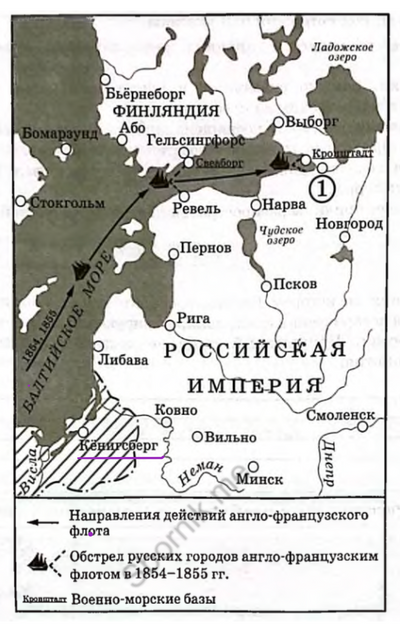 Ладожское
озеро
Бьёрнеборг
ФИНЛЯНДИЯ
Выборг
Бомарзунд
Або
Гельсингфорс
Свеаборг
Кронштадт
1
Стокгольм
Ревель
Нарва
Новгород
Чудское
озеро
Пернов
Псков
1854, 1855
БАЛТИЙСКОЕ МОРЕ
Рига
РОССИЙСКАЯ
ИМПЕРИЯ
Либава
Ковно
Смоленск
Кёнигсберг
Вильно
Висла
Неман
Минск
Днепр
Sbornik.me
Направления действий англо-французского
флота
Обстрел русских городов англо-французским
флотом в 1854–1855 гг.
Кронштадт Военно-морские базы